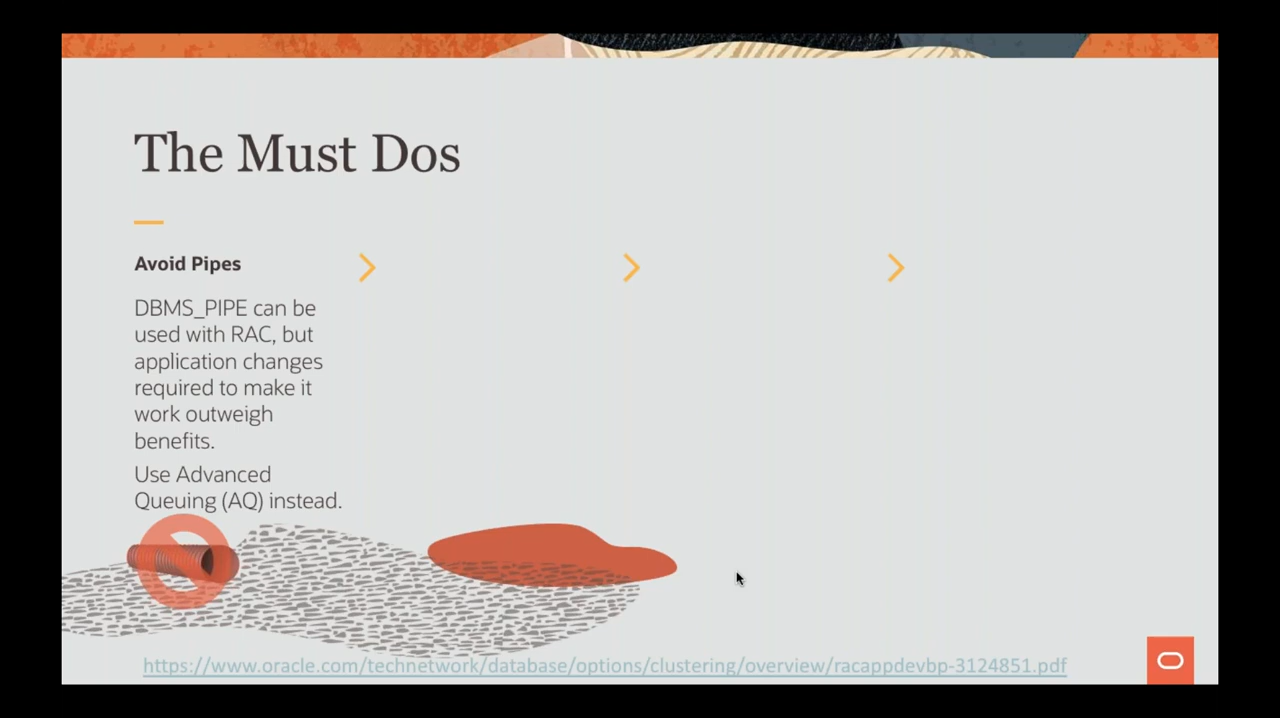 The Must Dos
Avoid Pipes
DBMS_PIPE can be
used with RAC, but
application changes
required to make it
work outweigh
benefits.
Use Advanced
Queuing (AQ) instead.
https://www.oracle.com/technetwork/database/options/clustering/overview/racappdevbp-3124851.pdf